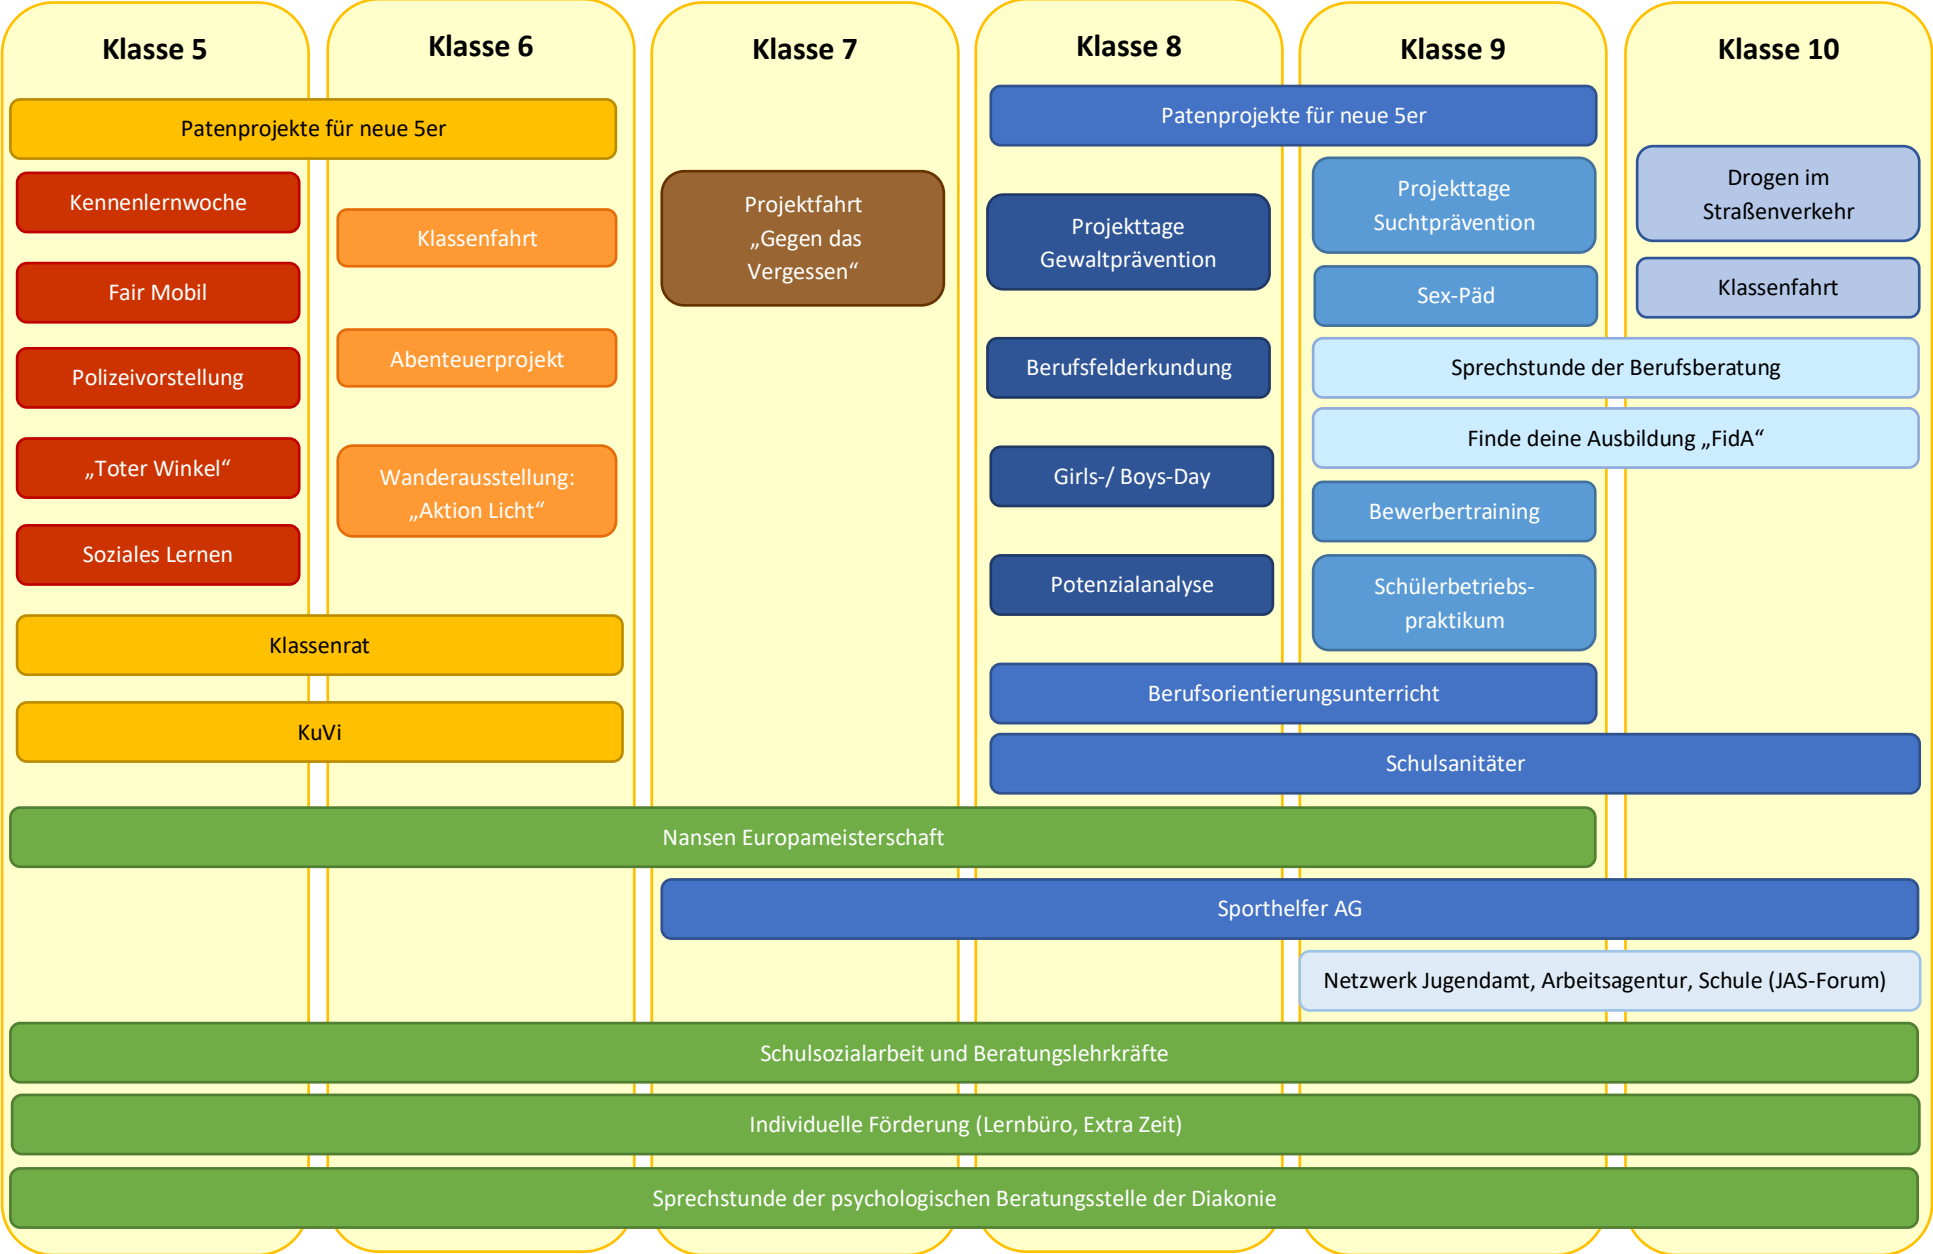 Klasse 5
Klasse 6
Klasse 7
Klasse 8
Klasse 9
Klasse 10
Patenprojekte für neue 5er
Kennenlernwoche
Fair Mobil
Polizeivorstellung
„Toter Winkel“
Soziales Lernen
Klassenfahrt
Abenteuerprojekt
Wanderausstellung:
„Aktion Licht“
Klassenrat
KuVi
Projektfahrt
„Gegen das
Vergessen“
Patenprojekte für neue 5er
Projekttage
Gewaltprävention
Berufsfelderkundung
Girls-/ Boys-Day
Potenzialanalyse
Projekttage
Suchtprävention
Sex-Päd
Drogen im
Straßenverkehr
Klassenfahrt
Sprechstunde der Berufsberatung
Finde deine Ausbildung „FidA“
Bewerbertraining
Schülerbetriebs-
praktikum
Berufsorientierungsunterricht
Schulsanitäter
Nansen Europameisterschaft
Sporthelfer AG
Netzwerk Jugendamt, Arbeitsagentur, Schule (JAS-Forum)
Schulsozialarbeit und Beratungslehrkräfte
Individuelle Förderung (Lernbüro, Extra Zeit)
Sprechstunde der psychologischen Beratungsstelle der Diakonie